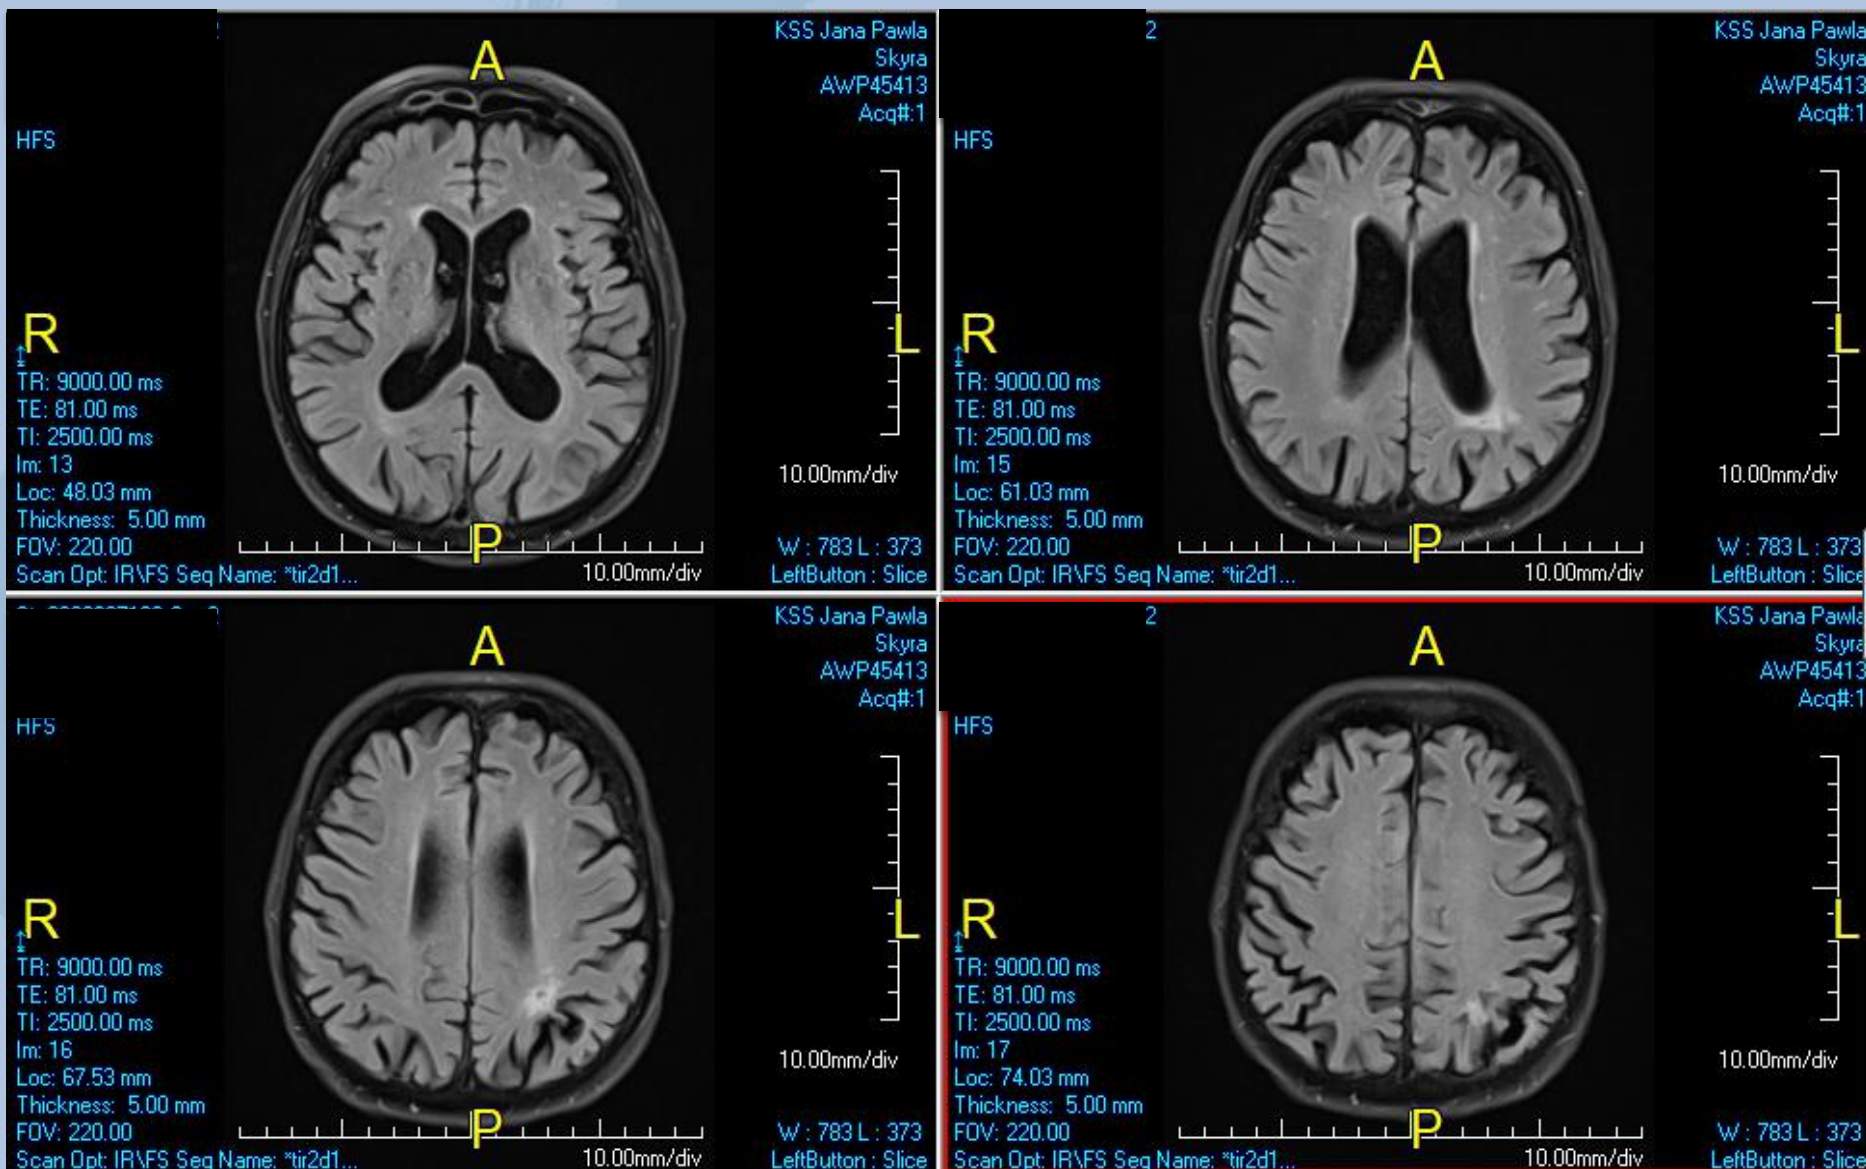 KSS Jana Pawla
Skyra
AWP45413
Acq#:1
A
HFS
R
L
TR: 9000.00 ms
TE: 81.00 ms
TI: 2500.00 ms
Im: 13
Loc: 48.03 mm
Thickness: 5.00 mm
FOV: 220.00
Scan Opt: IR\FS Seq Name: *tir2d1...
10.00mm/div
P
10.00mm/div
W : 783 L : 373
LeftButton : Slice
2
KSS Jana Pawla
Skyra
AWP45413
Acq#:1
A
HFS
R
L
TR: 9000.00 ms
TE: 81.00 ms
TI: 2500.00 ms
Im: 15
Loc: 61.03 mm
Thickness: 5.00 mm
FOV: 220.00
Scan Opt: IR\FS Seq Name: *tir2d1...
10.00mm/div
P
10.00mm/div
W : 783 L : 373
LeftButton : Slice
KSS Jana Pawla
Skyra
AWP45413
Acq#:1
A
HFS
R
L
TR: 9000.00 ms
TE: 81.00 ms
TI: 2500.00 ms
Im: 16
Loc: 67.53 mm
Thickness: 5.00 mm
FOV: 220.00
Scan Opt: IR\FS Seq Name: *tir2d1...
10.00mm/div
P
10.00mm/div
W : 783 L : 373
LeftButton : Slice
2
KSS Jana Pawla
Skyra
AWP45413
Acq#:1
A
HFS
R
L
TR: 9000.00 ms
TE: 81.00 ms
TI: 2500.00 ms
Im: 17
Loc: 74.03 mm
Thickness: 5.00 mm
FOV: 220.00
Scan Opt: IR\FS Seq Name: *tir2d1...
10.00mm/div
P
10.00mm/div
W : 783 L : 373
LeftButton : Slice